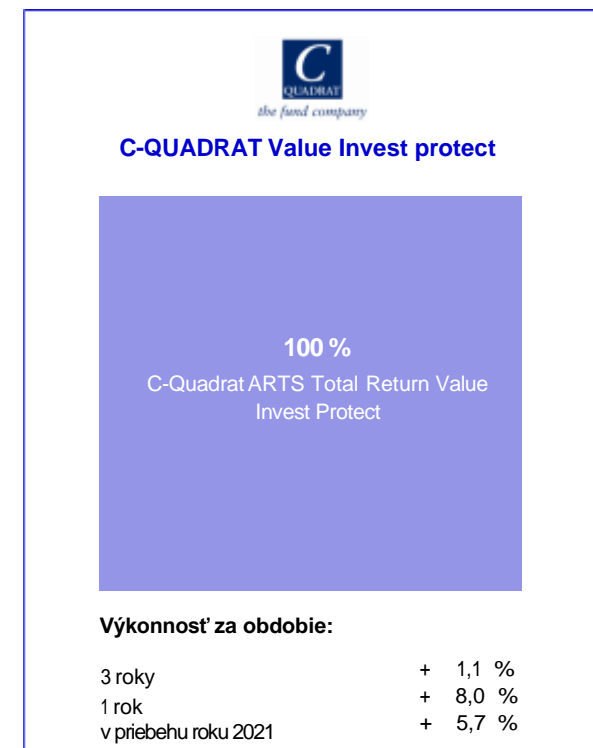 C
QUADRAT
the fund company
C-QUADRAT Value Invest protect
100 %
C-Quadrat ARTS Total Return Value
Invest Protect
Výkonnosť za obdobie:
3 roky + 1,1 %
1 rok + 8,0 %
v priebehu roku 2021 + 5,7 %